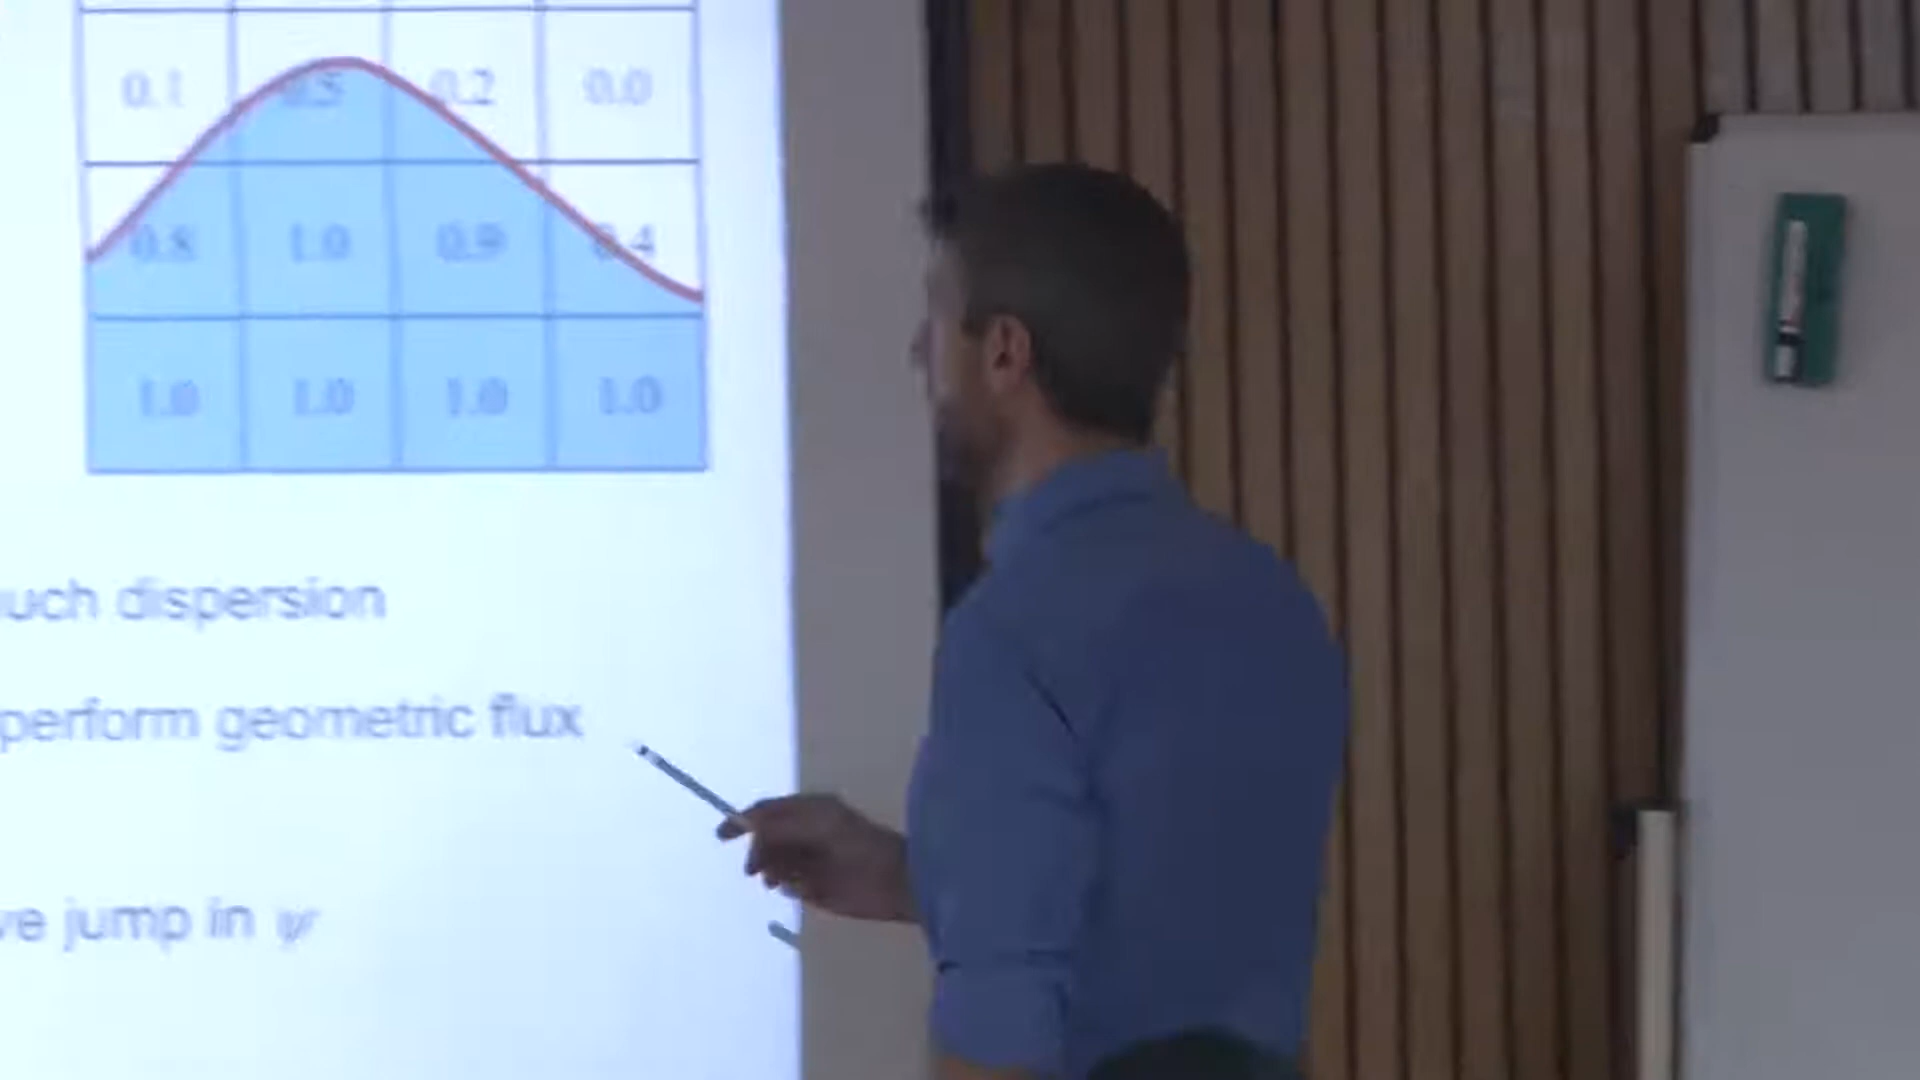 0.1 0.5 0.2 0.0
0.8 1.0 0.9 0.4
1.0 1.0 1.0 1.0
uch dispersion
perform geometric flux
ve jump in ψ